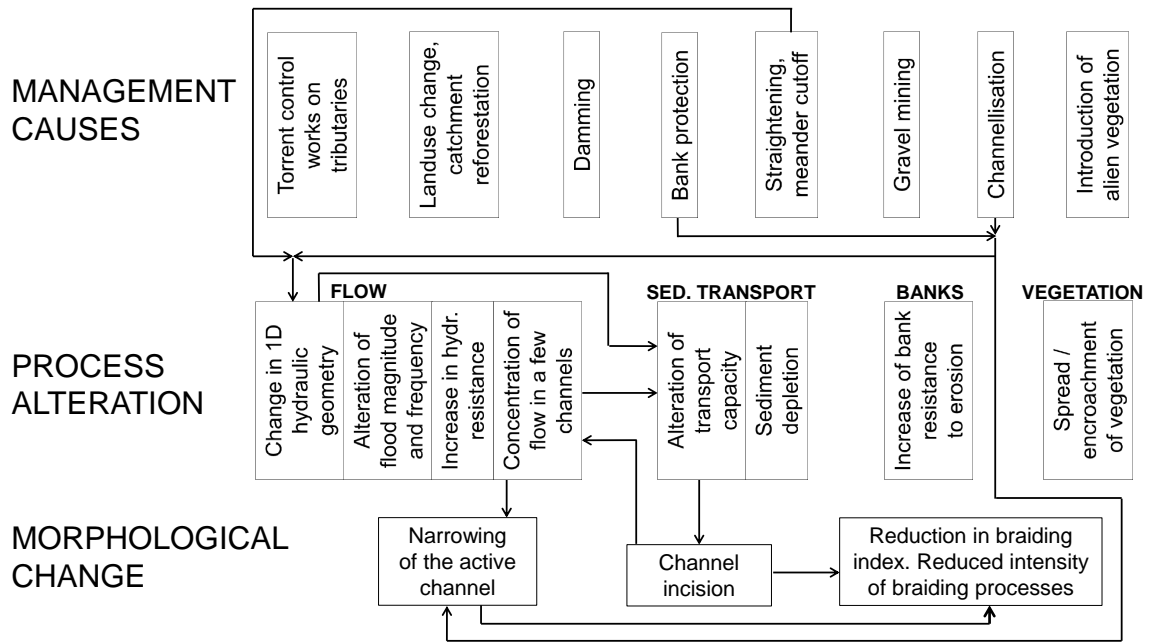 MANAGEMENT
CAUSES
Torrent control
works on
tributaries
Landuse change,
catchment
reforestation
Damming
Bank protection
Straightening,
meander cutoff
Gravel mining
Channellisation
Introduction of
alien vegetation
PROCESS
ALTERATION
FLOW
Change in 1D
hydraulic
geometry
Alteration of
flood magnitude
and frequency
Increase in hydr.
resistance
Concentration of
flow in a few
channels
SED. TRANSPORT
Alteration of
transport
capacity
Sediment
depletion
BANKS
Increase of bank
resistance
to erosion
VEGETATION
Spread /
encroachment
of vegetation
MORPHOLOGICAL
CHANGE
Narrowing
of the active
channel
Channel
incision
Reduction in braiding
index. Reduced intensity
of braiding processes